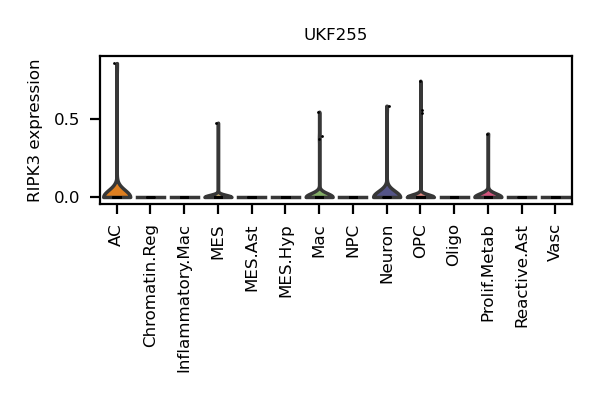 UKF255
RIPK3 expression
0.5
0.0
AC
Chromatin.Reg
Inflammatory.Mac
MES
MES.Ast
MES.Hyp
Mac
NPC
Neuron
OPC
Oligo
Prolif.Metab
Reactive.Ast
Vasc